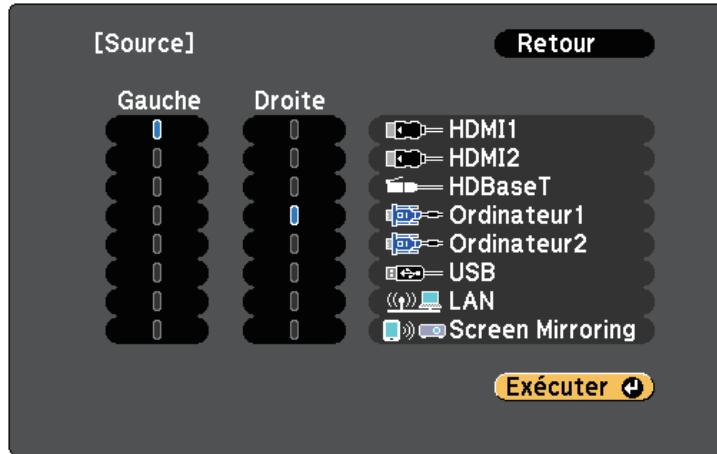 [Source] Retour
Gauche Droite
HDMI1
HDMI2
HDBaseT
Ordinateur1
Ordinateur2
USB
LAN
Screen Mirroring
Exécuter